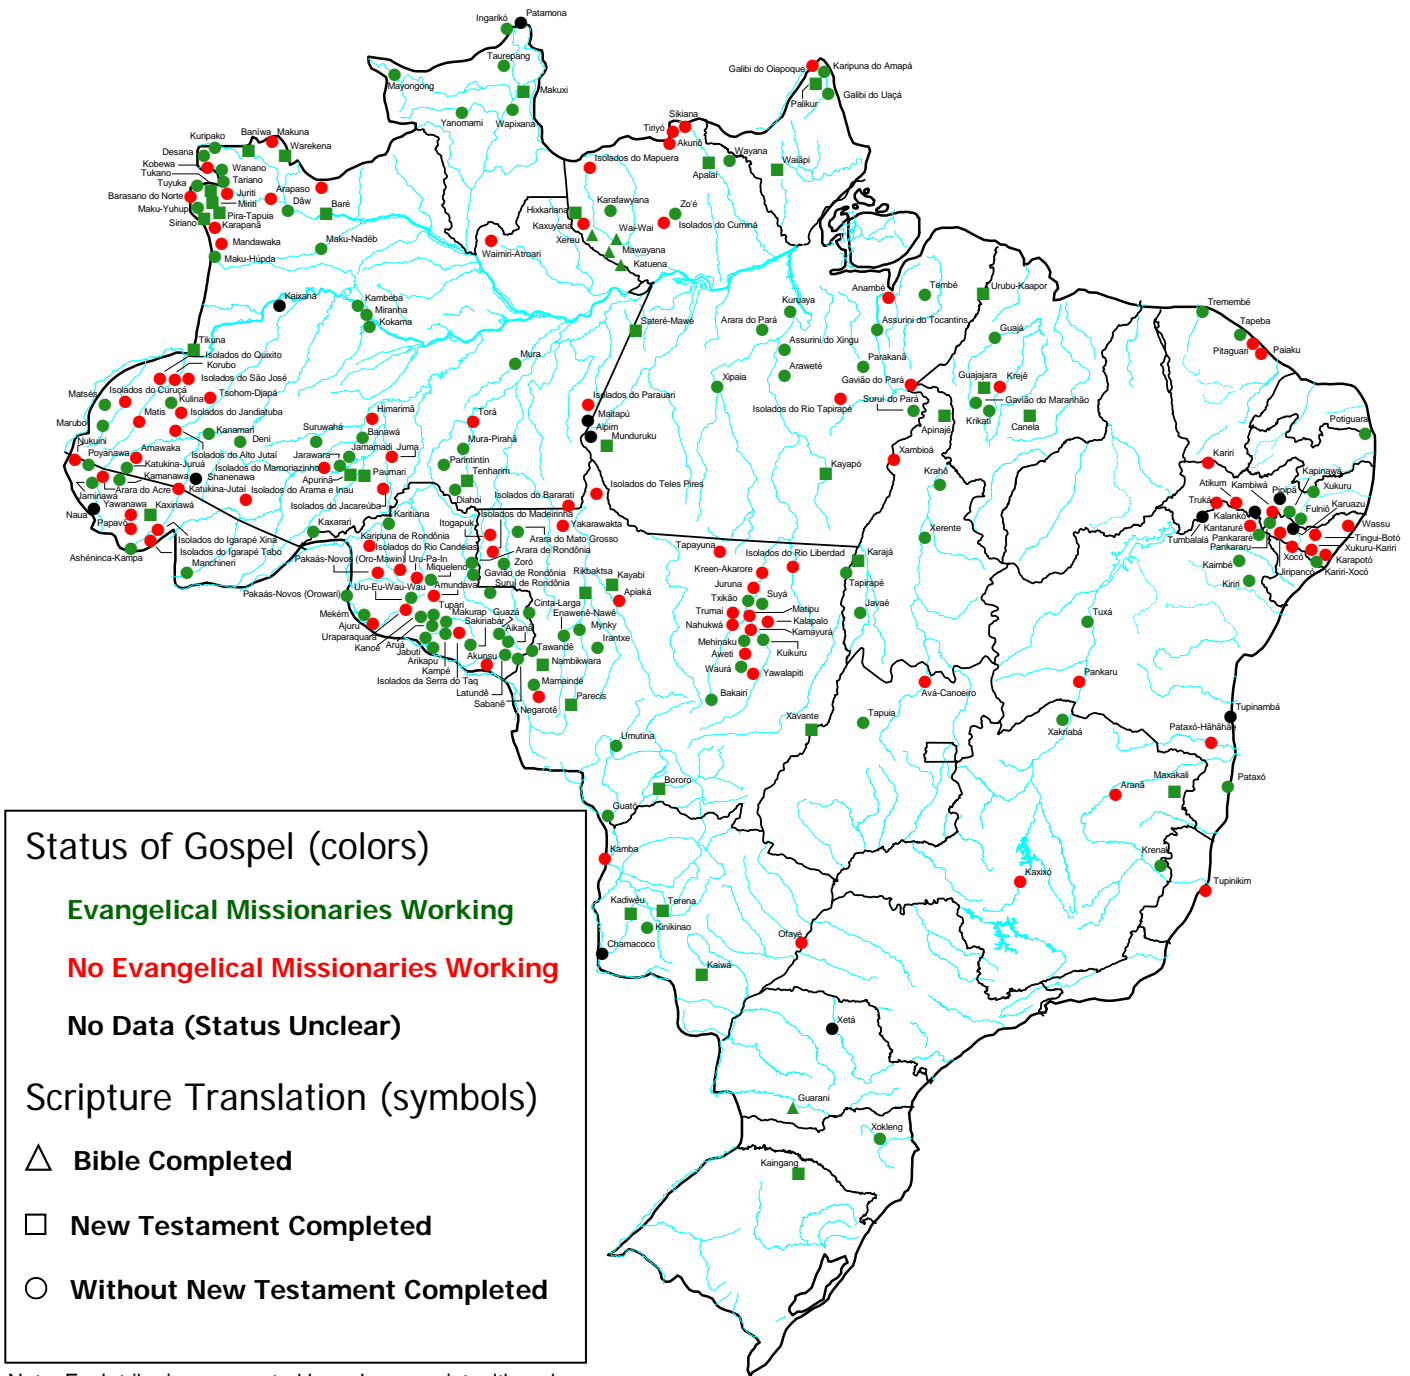 Patamona
Ingarikó
Taurepang
Mayongong
Makuxi
Yanomami
Wapixana
Galibi do Oiapoque
Karipuna do Amapá
Palikur
Galibi do Uaçá
Sikiana
Tiriyó
Akuriô
Isolados do Mapuera
Wayana
Apalaí
Waiãpi
Kuripako
Baníwa
Makuna
Desana
Warekena
Kobewa
Wanano
Tukano
Tariano
Tuyuka
Juriti
Arapaso
Barasano do Norte
Miriti
Dâw
Baré
Maku-Yuhup
Pira-Tapuia
Siriano
Karapanã
Mandawaka
Maku-Nadëb
Maku-Húpda
Waimiri-Atroari
Hixkariana
Karafawyana
Zo'é
Kaxuyana
Wai-Wai
Isolados do Cuminá
Xereu
Mawayana
Katuena
Kaixana
Kambeba
Miranha
Kokama
Sateré-Mawé
Kuruaya
Arara do Pará
Anambé
Tembé
Urubu-Kaapor
Assurini do Tocantins
Guajá
Tremembé
Tapeba
Pitaguari
Paiaku
Tikuna
Isolados do Quixito
Korubo
Isolados do São José
Isolados do Curuçá
Tsohom-Djapá
Matsés
Kulina
Matis
Isolados do Jandiatuba
Marubo
Mura
Assurini do Xingu
Araweté
Parakanã
Xipaia
Gavião do Pará
Guajajara
Krejê
Isolados do Rio Tapirapé
Suruí do Pará
Gavião do Maranhão
Krikati
Apinajé
Canela
Potiguara
Isolados do Parauari
Maitapú
Alpim
Munduruku
Himarimã
Torá
Nukuini
Kanamari
Deni
Suruwahá
Banawá
Mura-Pirahã
Poyanawa
Amawaka
Isolados do Alto Jutaí
Jarawara
Jamamadi
Juma
Parintintin
Katukina-Juruá
Isolados do Mamoriazinho
Tenharim
Kamanawa
Shanenawa
Apurinã
Paumari
Jaminawa
Arara do Acre
Katukina-Jutaí
Isolados do Arama e Inau
Diahoi
Isolados do Bararati
Isolados do Teles Pires
Yawanawa
Kaxinawá
Isolados do Jacareúba
Naua
Papavô
Isolados do Igarapé Xinã
Isolados do Igarapé Tabo
Ashéninca-Kampa
Manchineri
Kaxarari
Karitiana
Itogapuk
Isolados do Madeirinha
Yakarawakta
Karipuna de Rondônia
Arara do Mato Grosso
Isolados do Rio Candeias
Arara de Rondônia
Pakaás-Novos (Oro-Mawin)
Uru-Pa-In
Zoró
Miqueleno
Gavião de Rondônia
Rikbaktsa
Kayabi
Uru-Eu-Wau-Wau
Amundava
Suruí de Rondônia
Pakaás-Novos (Orowari)
Apiaká
Cinta-Larga
Tupari
Mekém
Makurap
Guazá
Enawenê-Nawê
Ajuru
Sakiriabar
Mynky
Uraparaquara
Aikanã
Irantxe
Kanoé
Aruá
Tawandê
Jabuti
Akunsu
Nambikwara
Arikapu
Kampé
Isolados da Serra do Taq
Mamaindé
Latundê
Parecis
Sabanê
Negarotê
Tapayuna
Isolados do Rio Liberdad
Kreen-Akarore
Juruna
Txikão
Suyá
Trumai
Matipu
Nahukwá
Kalapalo
Kamayurá
Mehinaku
Kuikuru
Aweti
Waurá
Yawalapiti
Bakairi
Kayapó
Xambioá
Krahô
Xerente
Karajá
Tapirapé
Javaé
Avá-Canoeiro
Tapuia
Xavante
Kariri
Kapinawá
Atikum
Kambiwá
Xukuru
Truká
Pipipã
Karuazu
Kalankó
Fulniô
Kantaruré
Wassu
Tumbalalá
Pankararé
Tingui-Botó
Pankararu
Xocó
Xukuru-Kariri
Kaimbé
Karapotó
Jiripancó
Kariri-Xocó
Kiriri
Tuxá
Pankaru
Tupinambá
Xakriabá
Pataxó-Hãhãhãe
Umutina
Bororo
Guató
Maxakali
Pataxó
Aranã
Krenak
Kamba
Kaxixó
Tupinikim
Kadiwéu
Terena
Kinikinao
Ofayé
Chamacoco
Kaiwá
Xetá
Guarani
Xokleng
Kaingang
Status of Gospel (colors)
Evangelical Missionaries Working
No Evangelical Missionaries Working
No Data (Status Unclear)
Scripture Translation (symbols)
Bible Completed
New Testament Completed
Without New Testament Completed